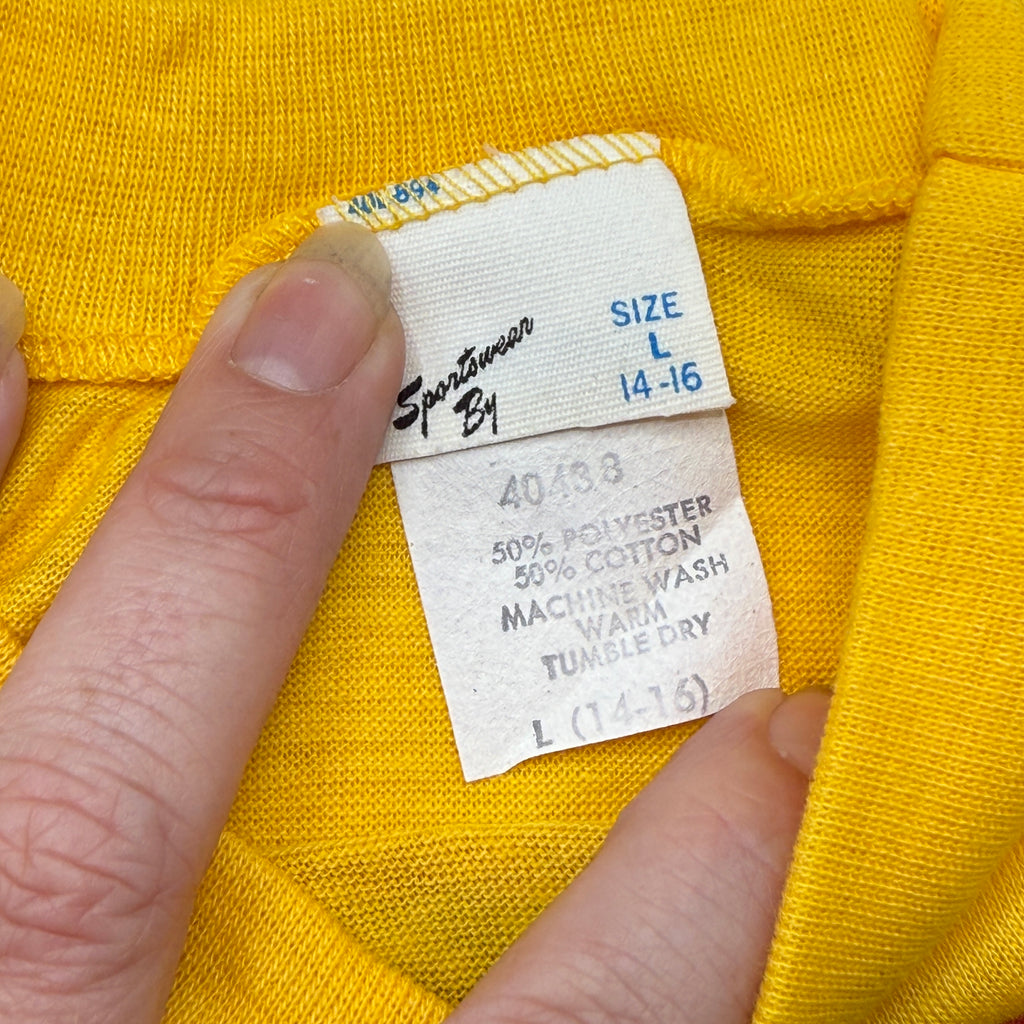 Sportswear
By
SIZE
L
14-16
40438
50% POLYESTER
50% COTTON
MACHINE WASH
WARM
TUMBLE DRY
L (14-16)